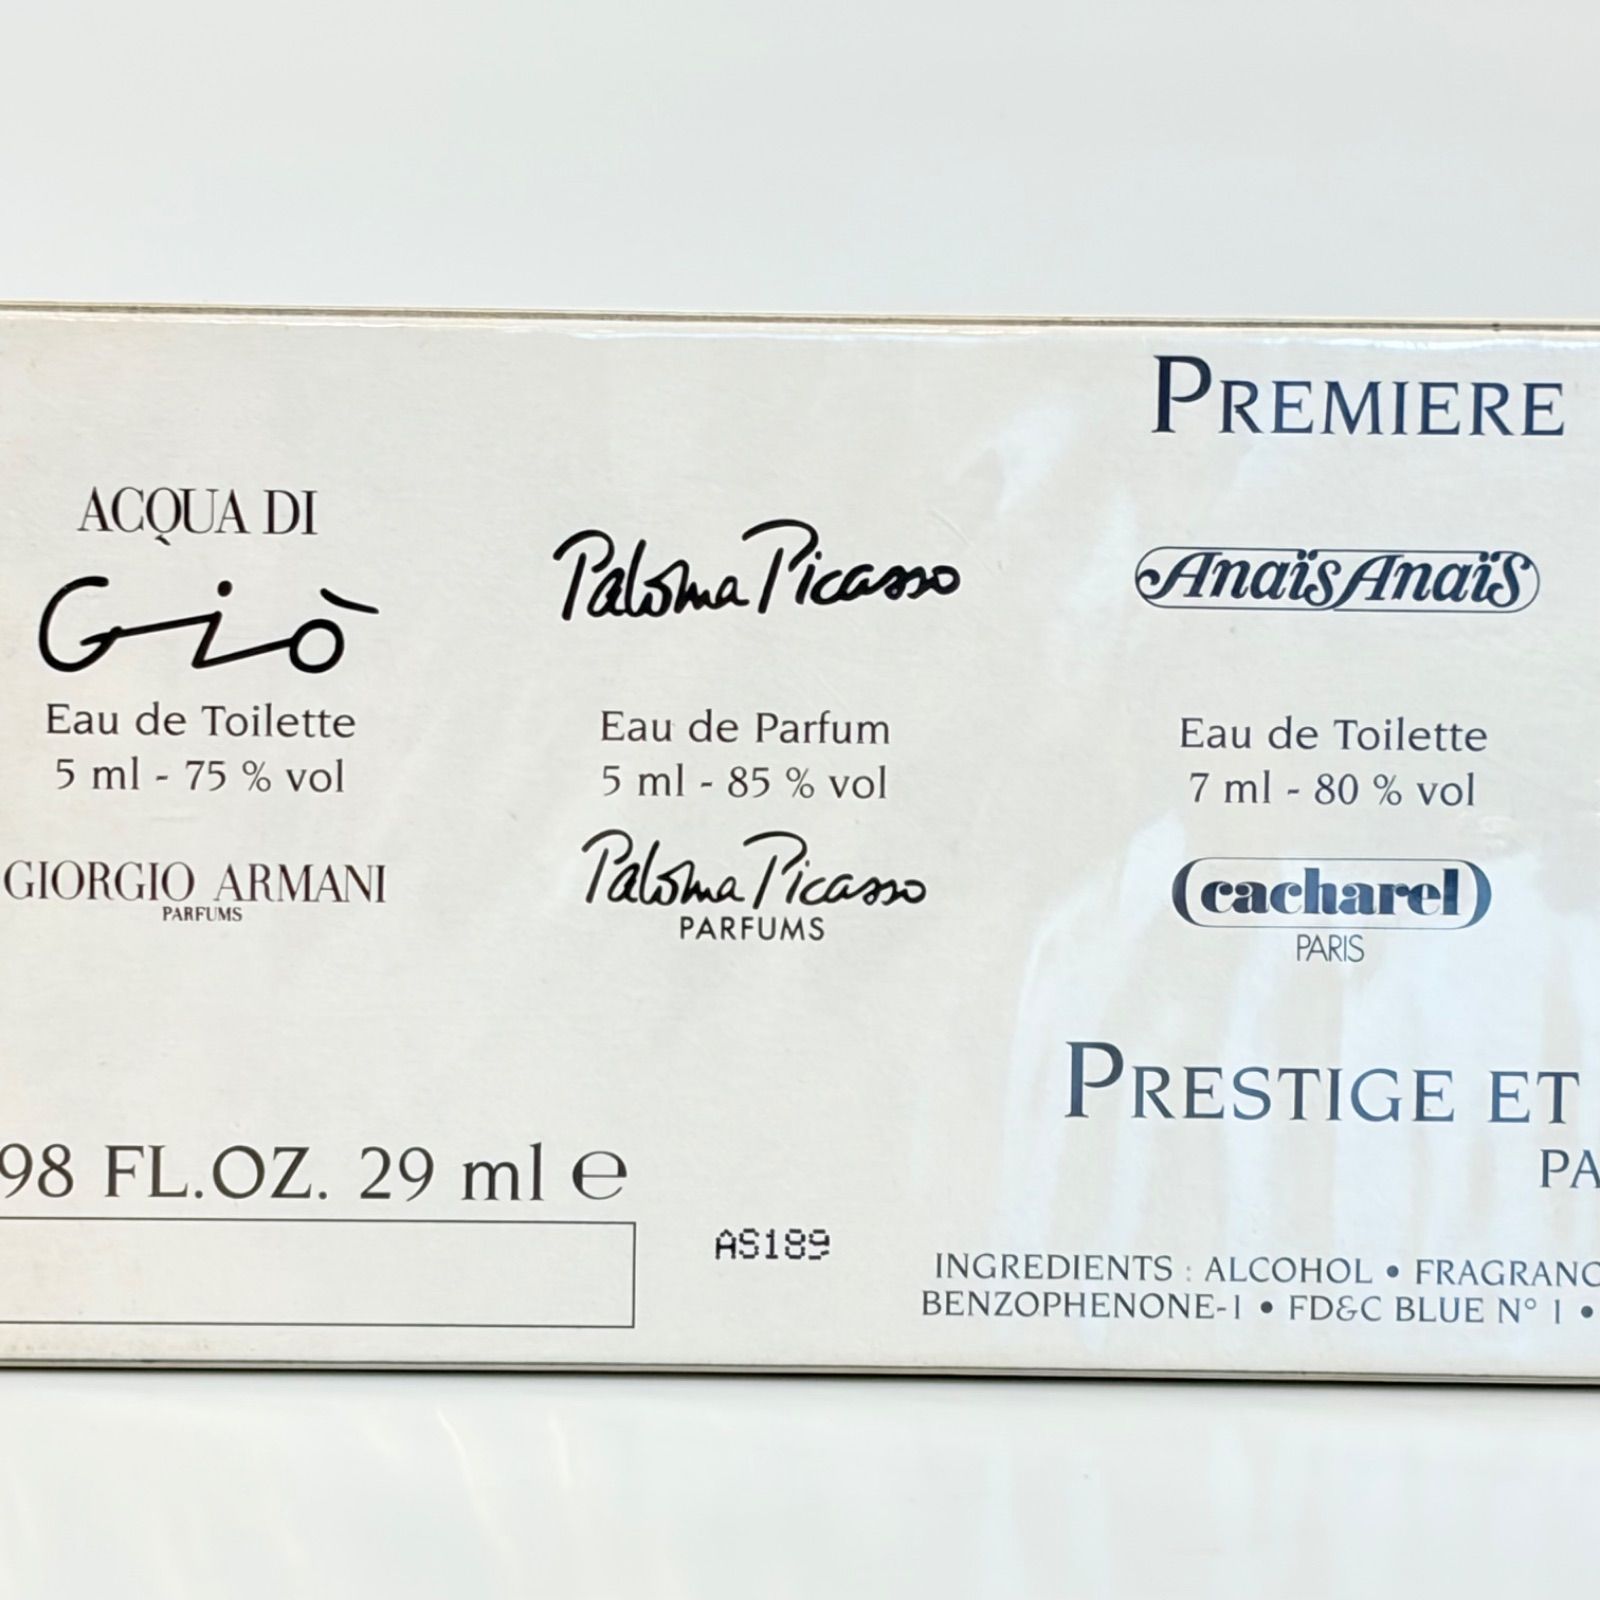 PREMIERE
ACQUA DI
Giò
Eau de Toilette
5 ml - 75 % vol
GIORGIO ARMANI
PARFUMS
Paloma Picasso
Eau de Parfum
5 ml - 85 % vol
Paloma Picasso
PARFUMS
AnaïsAnaïs
Eau de Toilette
7 ml - 80 % vol
cacharel
PARIS
PRESTIGE ET
PA
98 FL.OZ. 29 ml ℮
AS189
INGREDIENTS : ALCOHOL • FRAGRANC
BENZOPHENONE-1 • FD&C BLUE N° 1 •